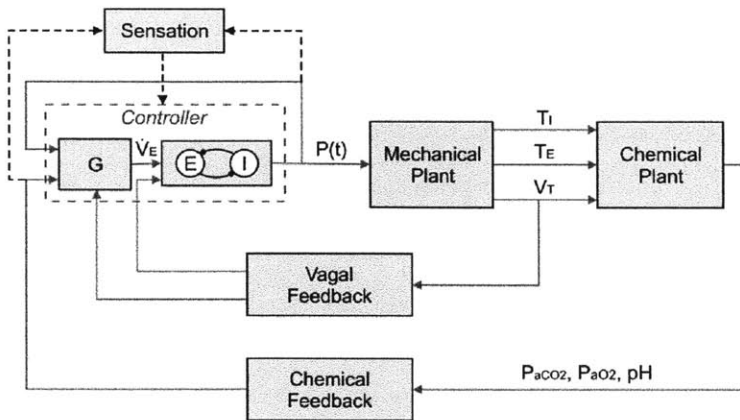 Sensation
Controller
G
V̇E
E
I
P(t)
Mechanical
Plant
TI
TE
VT
Chemical
Plant
Vagal
Feedback
Chemical
Feedback
PaCO2, PaO2, pH